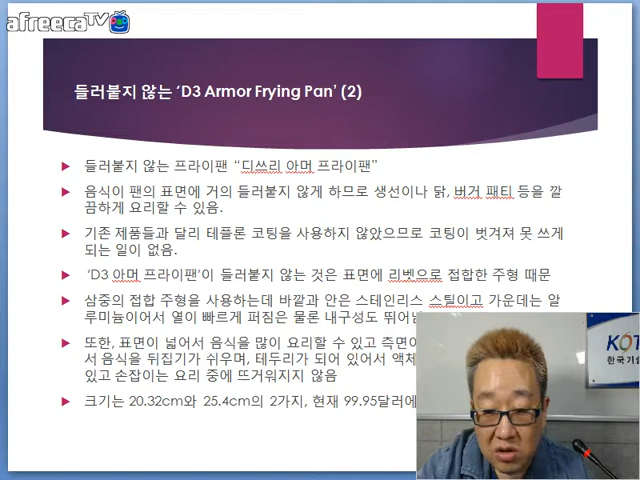 afreecaTV
들러붙지 않는 ‘D3 Armor Frying Pan’ (2)
들러붙지 않는 프라이팬 “디쓰리 아머 프라이팬”
음식이 팬의 표면에 거의 들러붙지 않게 하므로 생선이나 닭, 버거 패티 등을 깔
끔하게 요리할 수 있음.
기존 제품들과 달리 테플론 코팅을 사용하지 않았으므로 코팅이 벗겨져 못 쓰게
되는 일이 없음.
‘D3 아머 프라이팬’이 들러붙지 않는 것은 표면에 리벳으로 접합한 주형 때문
삼중의 접합 주형을 사용하는데 바깥과 안은 스테인리스 스틸이고 가운데는 알
루미늄이어서 열이 빠르게 퍼짐은 물론 내구성도 뛰어남
또한, 표면이 넓어서 음식을 많이 요리할 수 있고 측면이
서 음식을 뒤집기가 쉬우며, 테두리가 되어 있어서 액체
있고 손잡이는 요리 중에 뜨거워지지 않음
크기는 20.32cm와 25.4cm의 2가지, 현재 99.95달러에
KOT
한국기술